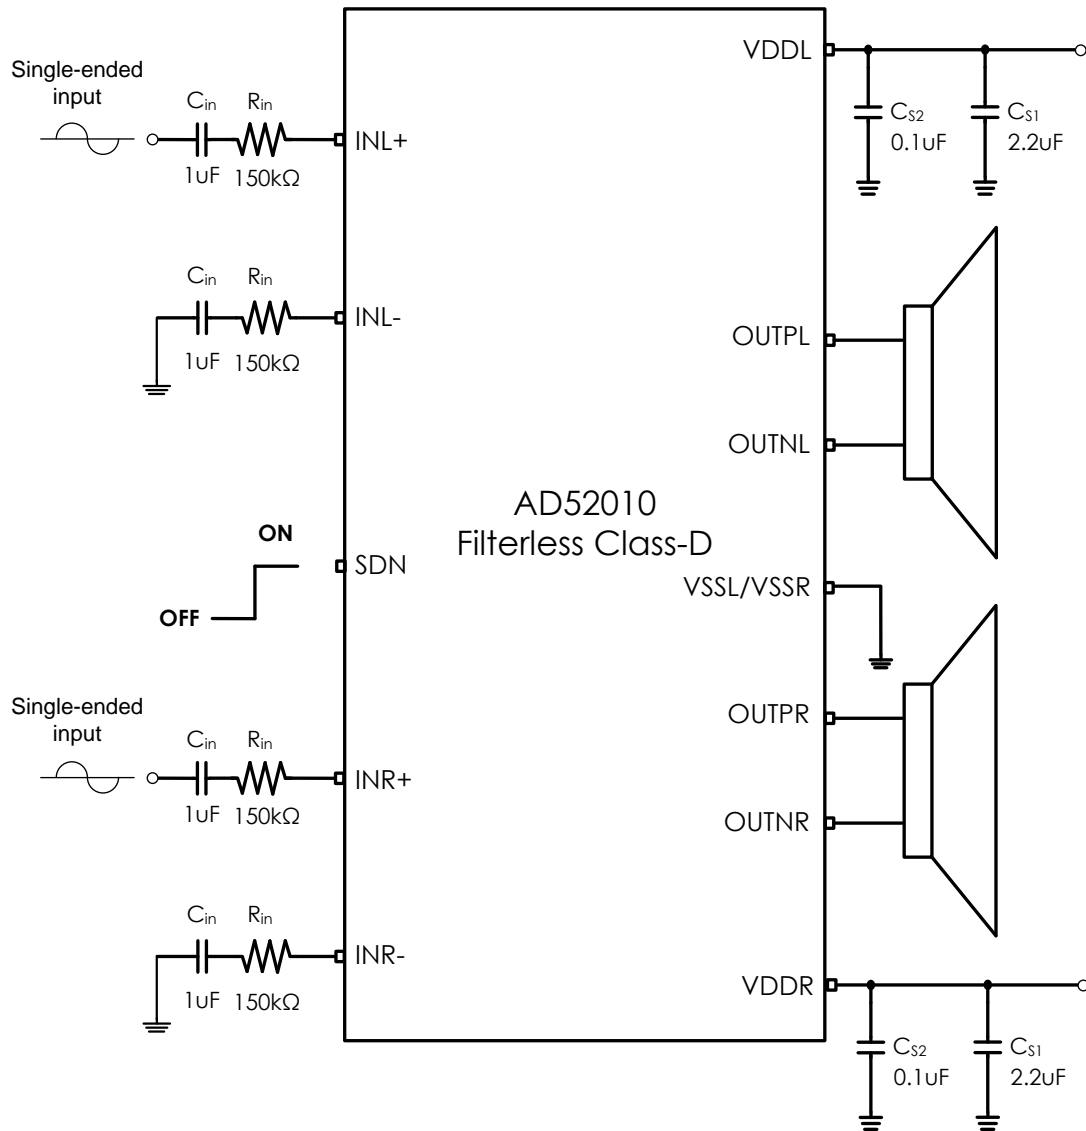 Single-ended
input
Cin
Rin
1uF
150kΩ
INL+
Cin
Rin
1uF
150kΩ
INL-
ON
OFF
SDN
Single-ended
input
Cin
Rin
1uF
150kΩ
INR+
Cin
Rin
1uF
150kΩ
INR-
AD52010
Filterless Class-D
VDDL
CS2
0.1uF
CS1
2.2uF
OUTPL
OUTNL
VSSL/VSSR
OUTPR
OUTNR
VDDR
CS2
0.1uF
CS1
2.2uF